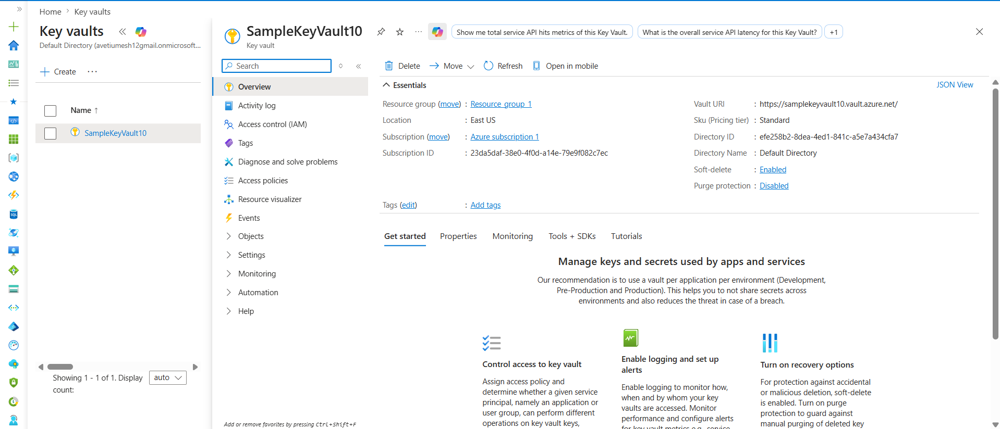 Home > Key vaults
Key vaults
Default Directory (avetiumesh12gmail.onmicrosoft...
Create
Name ↑
SampleKeyVault10
Showing 1 - 1 of 1. Display
count:
auto
SampleKeyVault10
Key vault
Show me total service API hits metrics of this Key Vault.
What is the overall service API latency for this Key Vault?
+1
Search
Overview
Activity log
Access control (IAM)
Tags
Diagnose and solve problems
Access policies
Resource visualizer
Events
Objects
Settings
Monitoring
Automation
Help
Add or remove favorites by pressing Ctrl+Shift+F
Delete
Move
Refresh
Open in mobile
Essentials
JSON View
Resource group (move) : Resource_group_1
Location : East US
Subscription (move) : Azure subscription 1
Subscription ID : 23da5daf-38e0-4f0d-a14e-79e9f082c7ec
Vault URI : https://samplekeyvault10.vault.azure.net/
Sku (Pricing tier) : Standard
Directory ID : efe258b2-8dea-4ed1-841c-a5e7a434cfa7
Directory Name : Default Directory
Soft-delete : Enabled
Purge protection : Disabled
Tags (edit) : Add tags
Get started
Properties
Monitoring
Tools + SDKs
Tutorials
Manage keys and secrets used by apps and services
Our recommendation is to use a vault per application per environment (Development,
Pre-Production and Production). This helps you to not share secrets across
environments and also reduces the threat in case of a breach.
Control access to key vault
Assign access policy and
determine whether a given service
principal, namely an application or
user group, can perform different
operations on key vault keys,
Enable logging and set up
alerts
Enable logging to monitor how,
when and by whom your key
vaults are accessed. Monitor
performance and configure alerts
for key vault metrics e.g., service
Turn on recovery options
For protection against accidental
or malicious deletion, soft-delete
is enabled. Turn on purge
protection to guard against
manual purging of deleted key